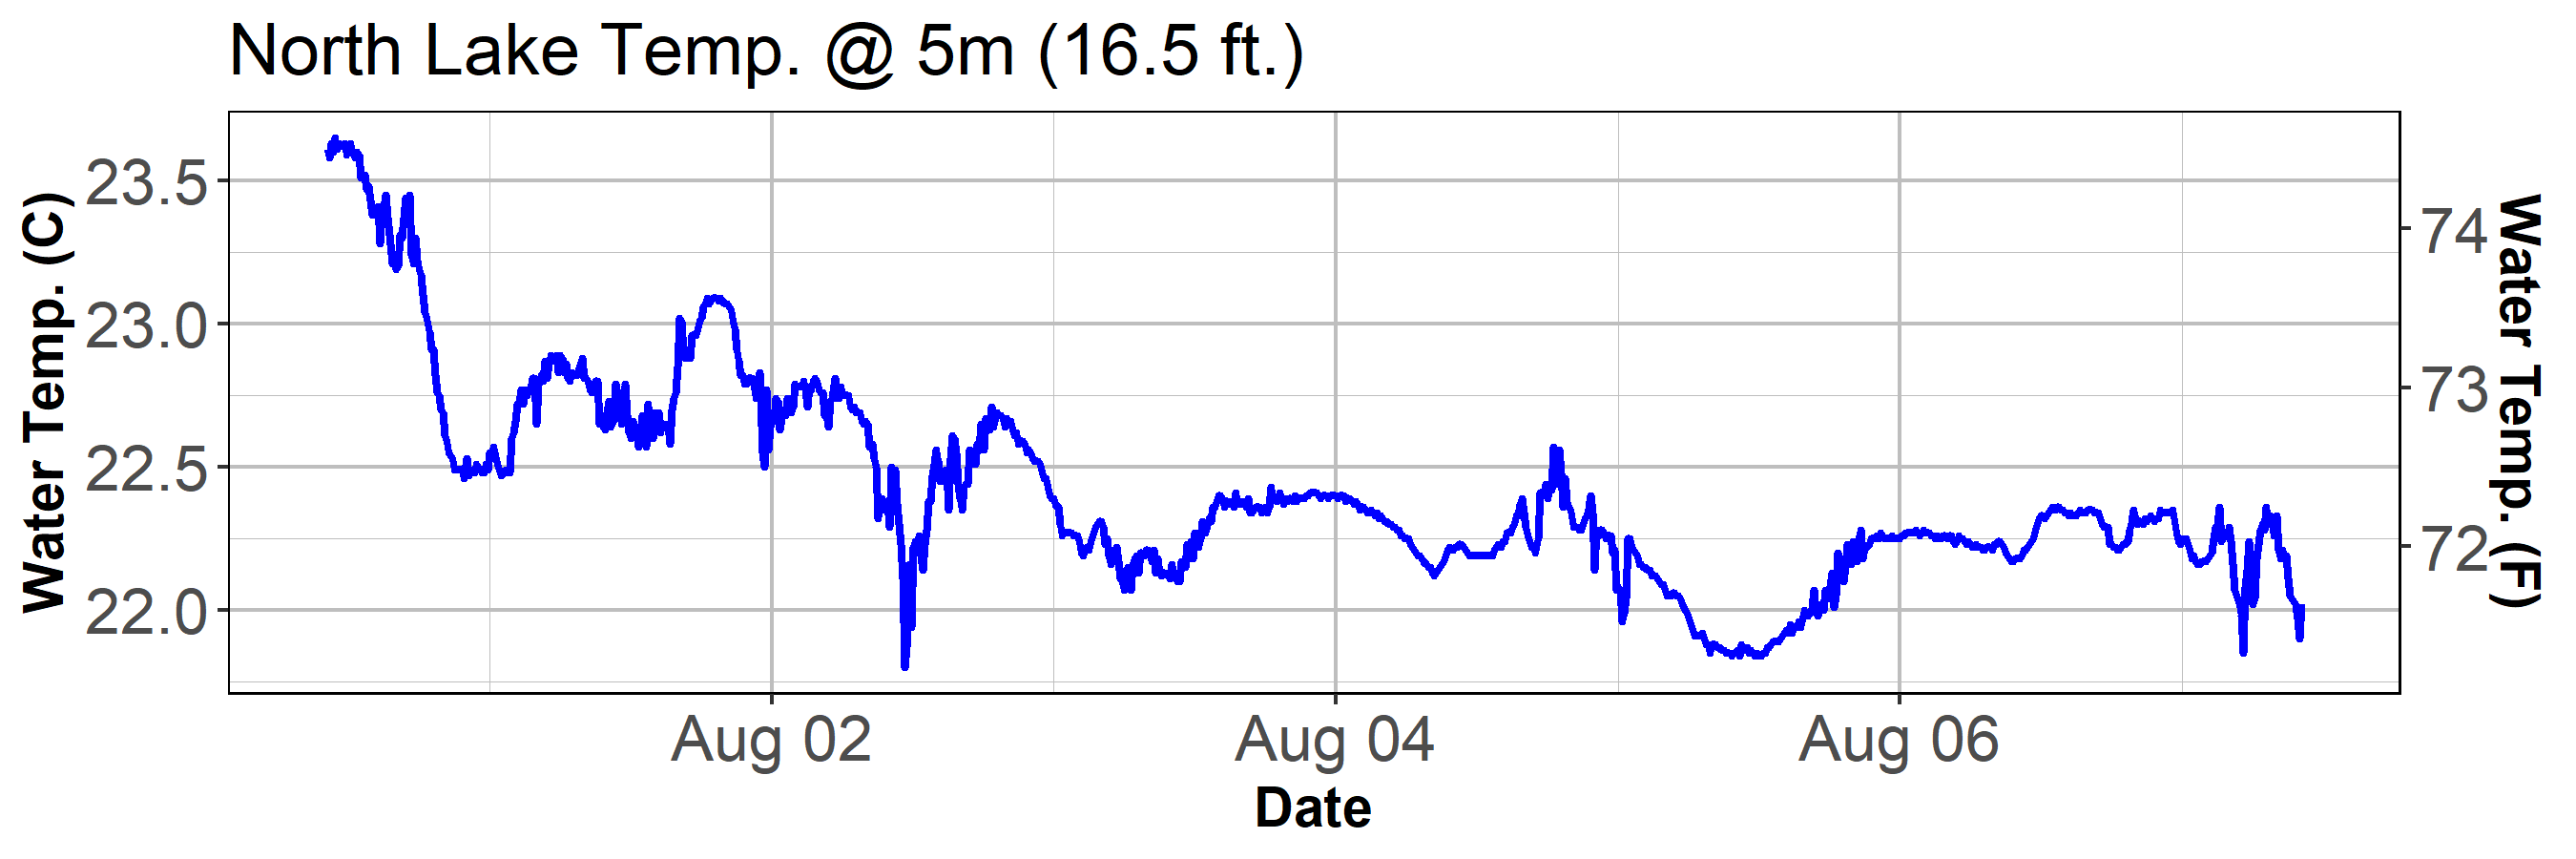 North Lake Temp. @ 5m (16.5 ft.)
Water Temp. (C)
23.5
23.0
22.5
22.0
74
73
72
Water Temp. (F)
Aug 02
Aug 04
Aug 06
Date